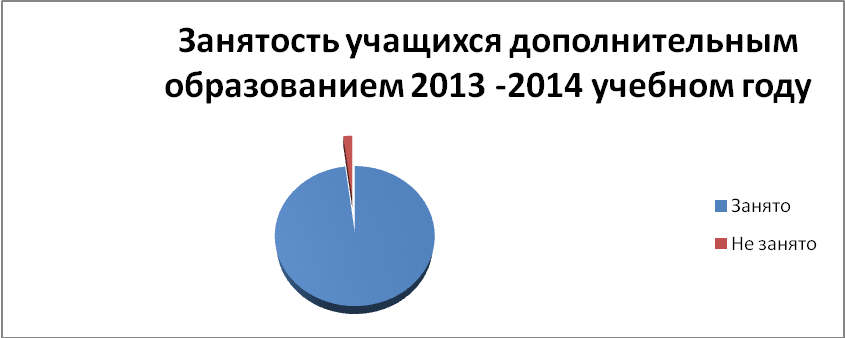 Занятость учащихся дополнительным
образованием 2013 -2014 учебном году
Занято
Не занято